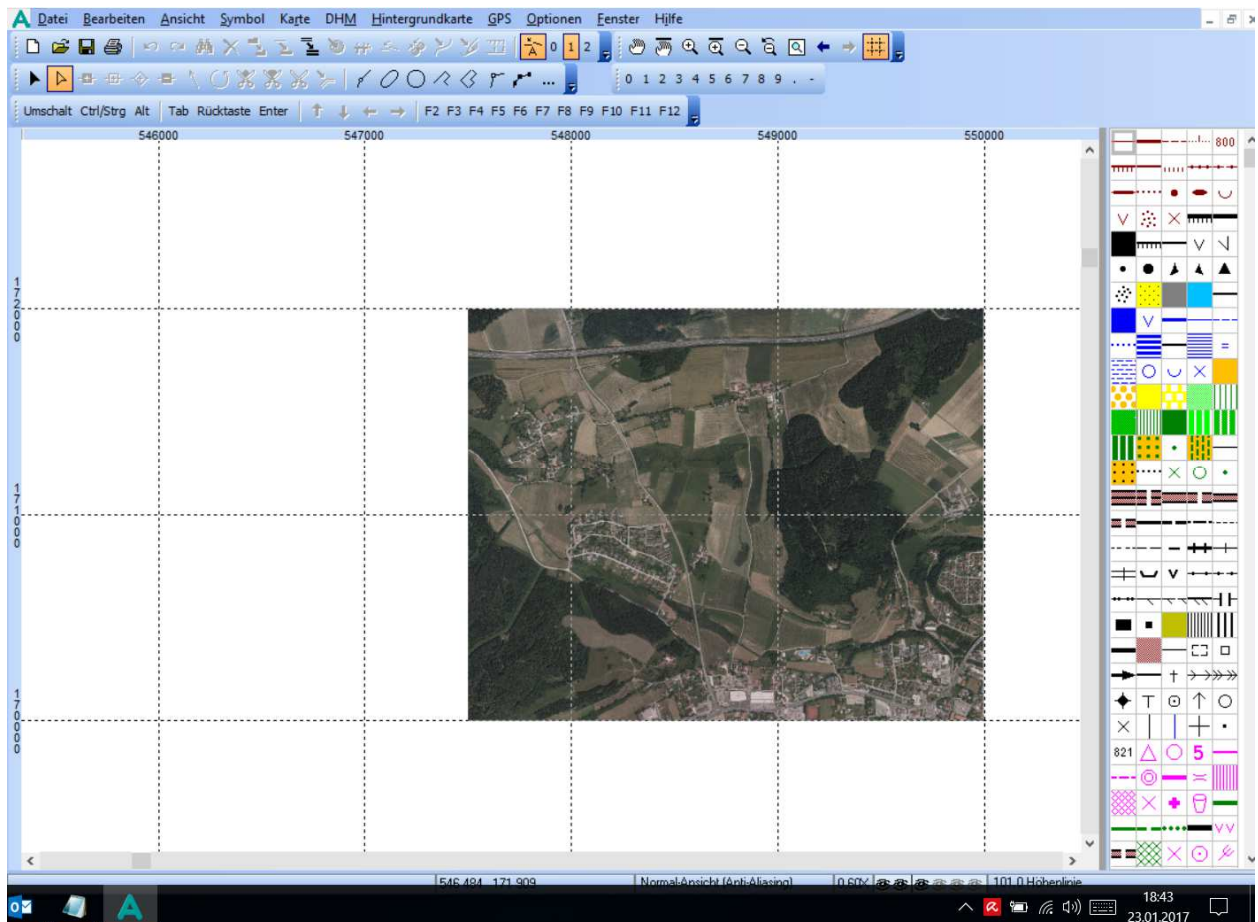 Datei Bearbeiten Ansicht Symbol Karte DHM Hintergrundkarte GPS Optionen Fenster Hilfe
A 0 1 2
0 1 2 3 4 5 6 7 8 9 . -
Umschalt Ctrl/Strg Alt Tab Rücktaste Enter F2 F3 F4 F5 F6 F7 F8 F9 F10 F11 F12
546000 547000 548000 549000 550000
800
172000
171000
170000
821
5
546.484 171.909 Normal-Ansicht (Anti-Aliasing) 0.60X 101.0 Höhenlinie
18:43
23.01.2017